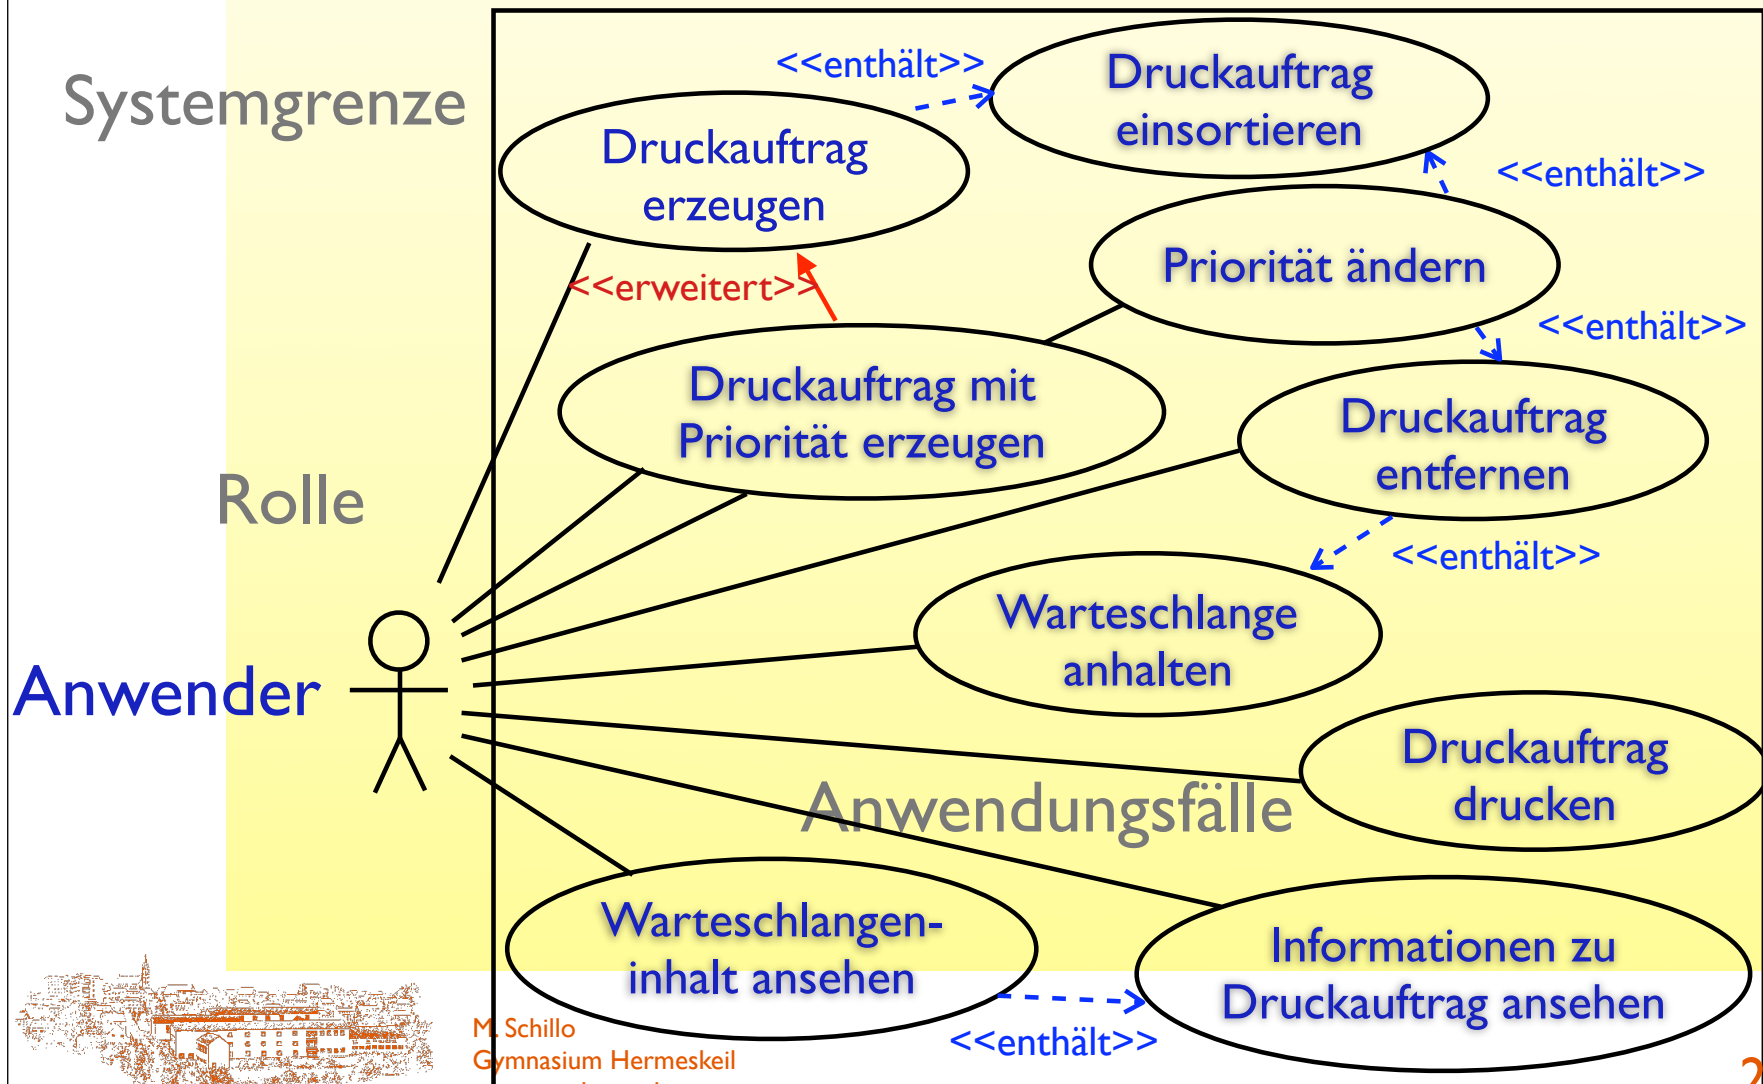 Systemgrenze
<<enthält>>
Druckauftrag
einsortieren
Druckauftrag
erzeugen
<<enthält>>
Priorität ändern
<<erweitert>>
<<enthält>>
Druckauftrag mit
Priorität erzeugen
Druckauftrag
entfernen
Rolle
<<enthält>>
Warteschlange
anhalten
Anwender
Druckauftrag
drucken
Anwendungsfälle
Warteschlangen-
inhalt ansehen
Informationen zu
Druckauftrag ansehen
<<enthält>>
M. Schillo
Gymnasium Hermeskeil
2